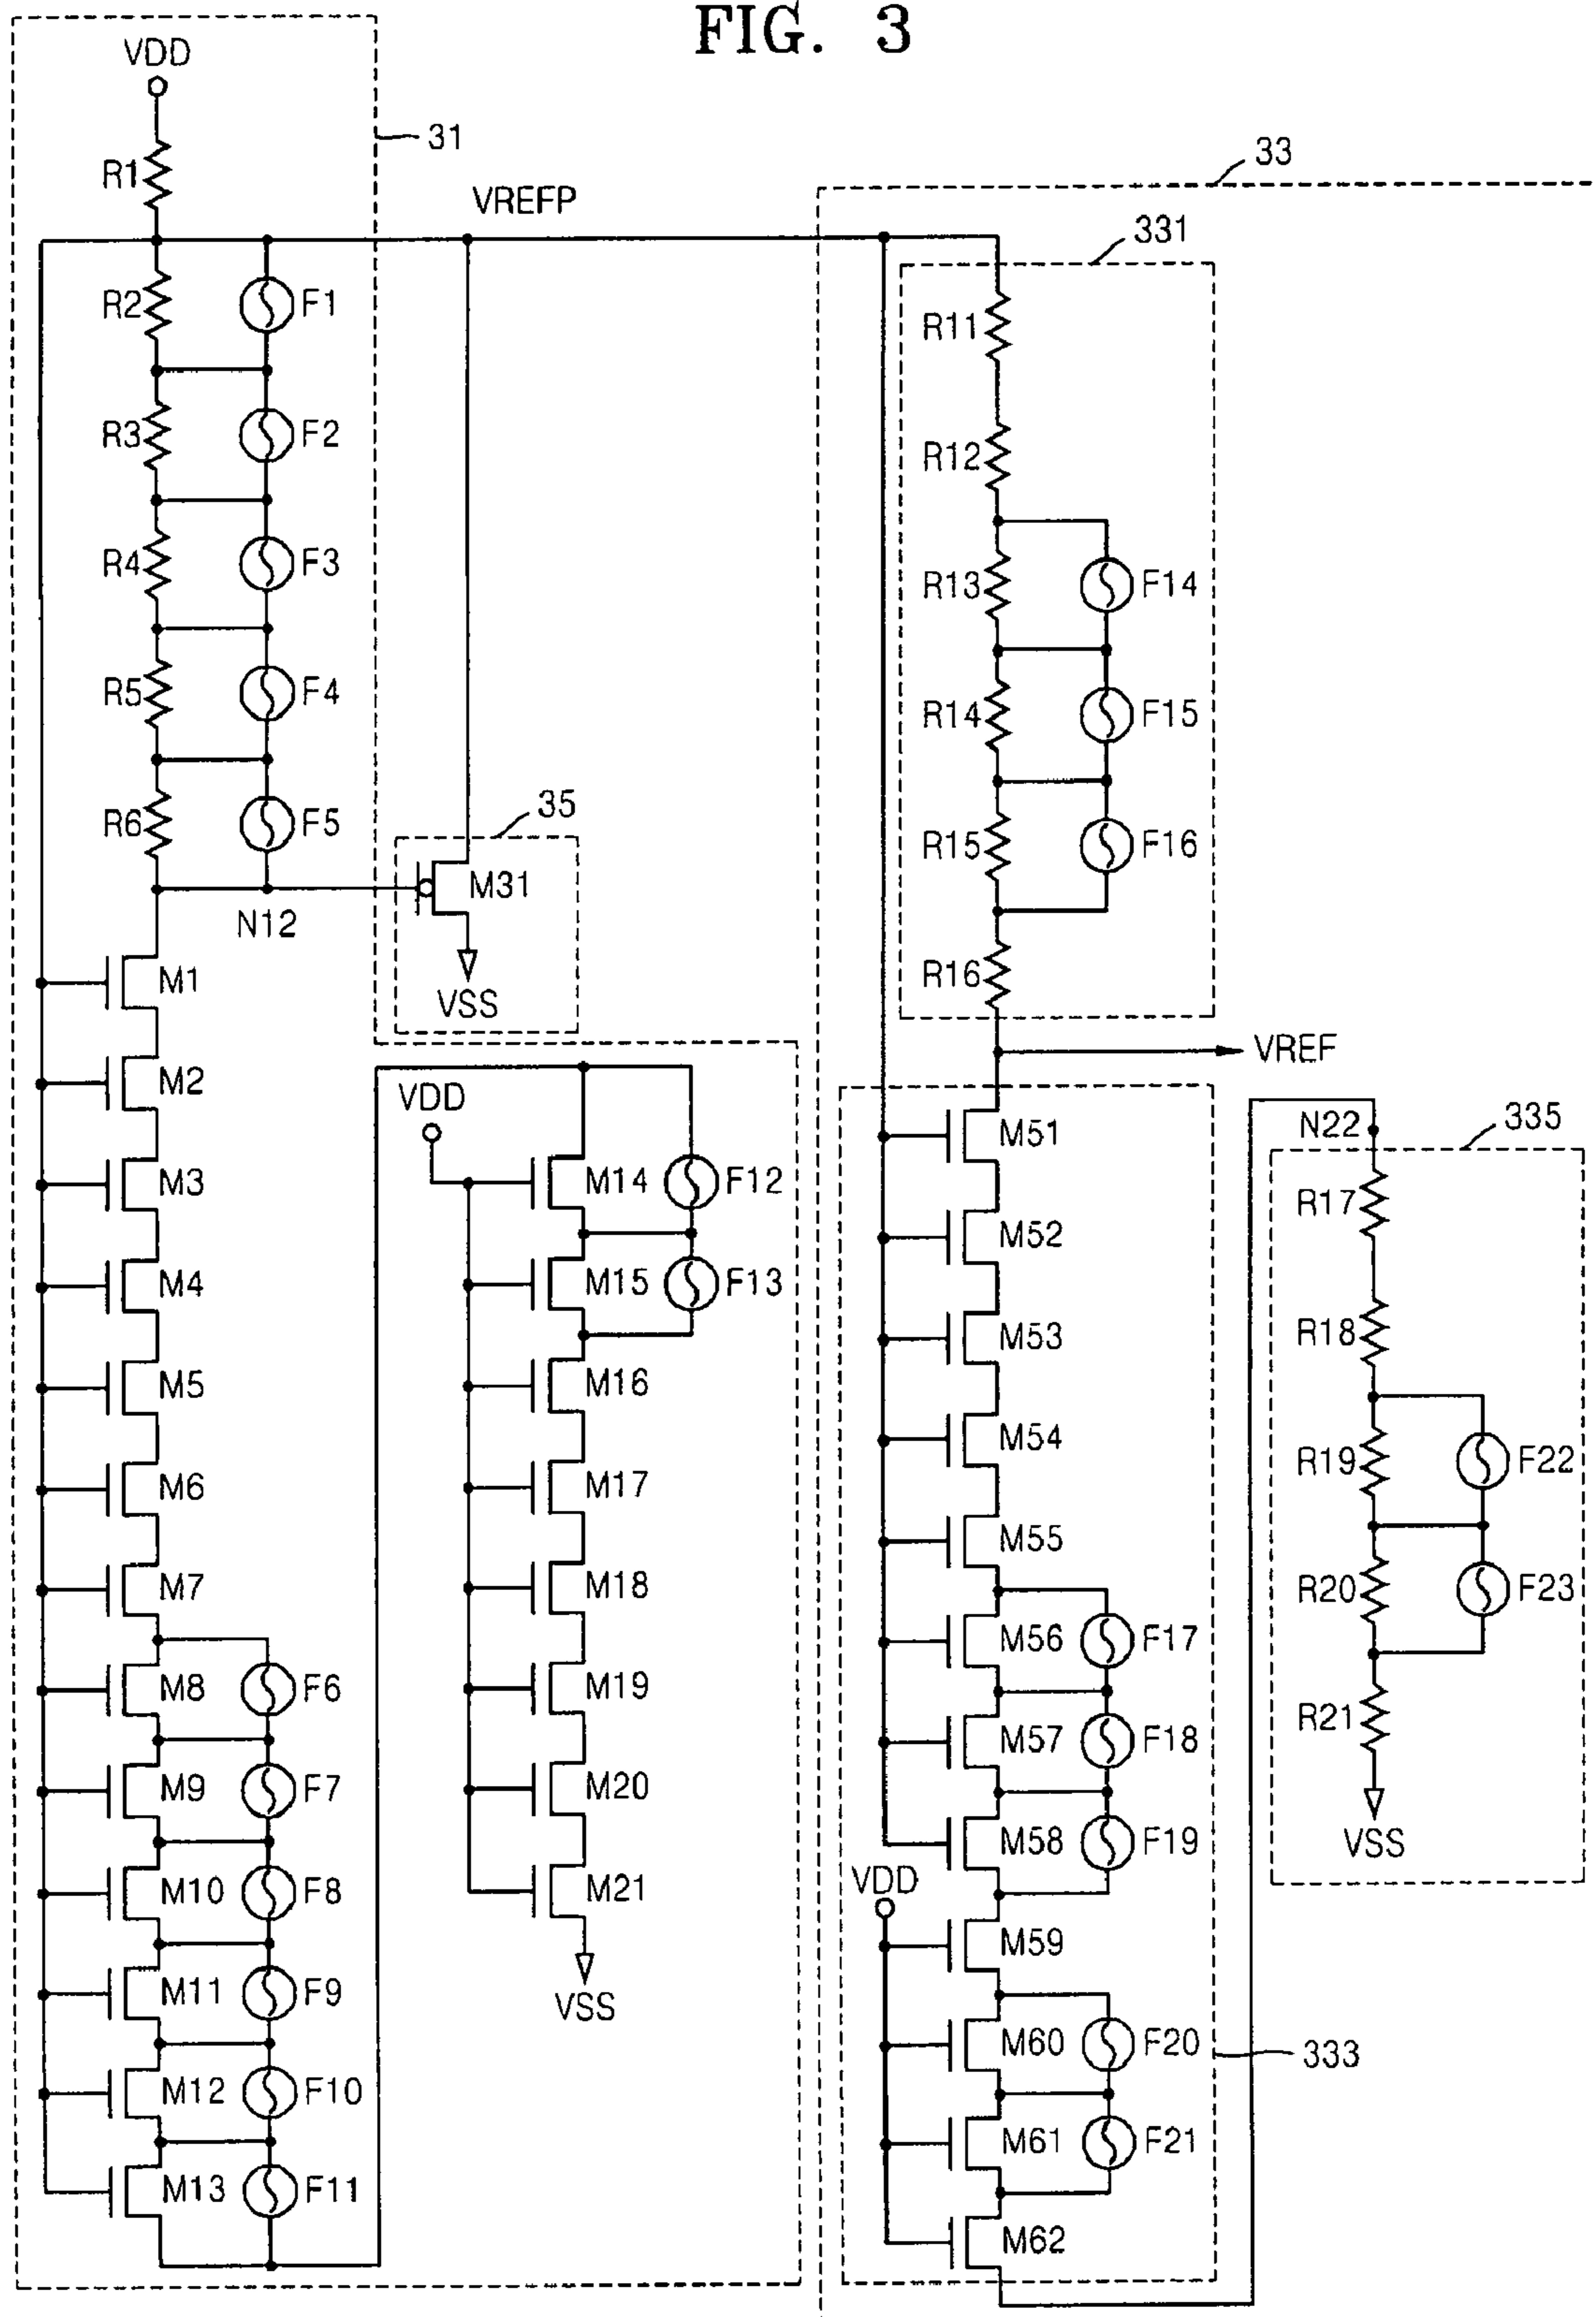 FIG. 3
VDD
31
R1
VREFP
33
331
R2
F1
R3
F2
R4
F3
R5
F4
R6
F5
35
M31
N12
VSS
M1
M2
M3
M4
M5
M6
M7
M8
F6
M9
F7
M10
F8
M11
F9
M12
F10
M13
F11
VDD
M14
F12
M15
F13
M16
M17
M18
M19
M20
M21
VSS
R11
R12
R13
F14
R14
F15
R15
F16
R16
VREF
M51
M52
M53
M54
M55
M56
F17
M57
F18
M58
F19
VDD
M59
M60
F20
333
M61
F21
M62
N22
335
R17
R18
R19
F22
R20
F23
R21
VSS